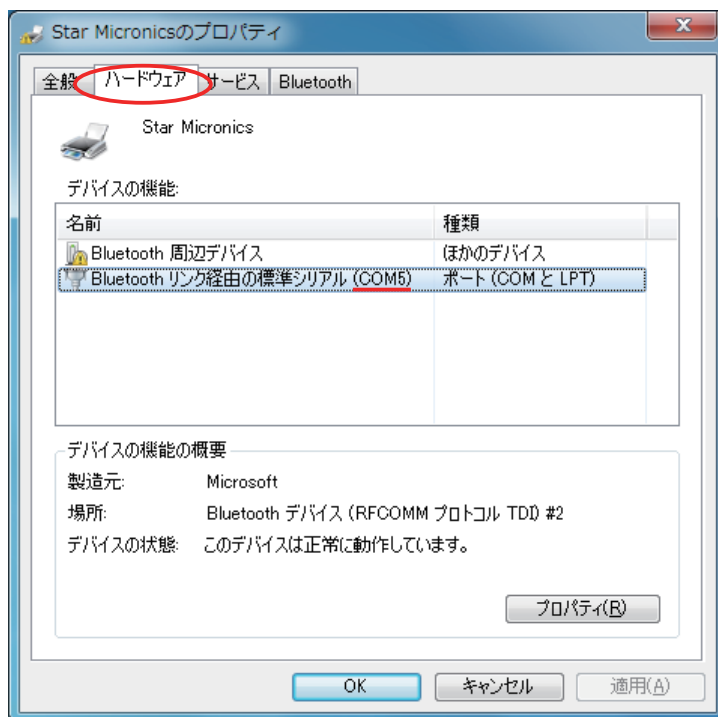 Star Micronicsのプロパティ
全般 ハードウェア サービス Bluetooth
Star Micronics
デバイスの機能:
名前 種類
Bluetooth 周辺デバイス ほかのデバイス
Bluetooth リンク経由の標準シリアル (COM5) ポート (COM と LPT)
デバイスの機能の概要
製造元: Microsoft
場所: Bluetooth デバイス (RFCOMM プロトコル TDI) #2
デバイスの状態: このデバイスは正常に動作しています。
プロパティ(R)
OK キャンセル 適用(A)